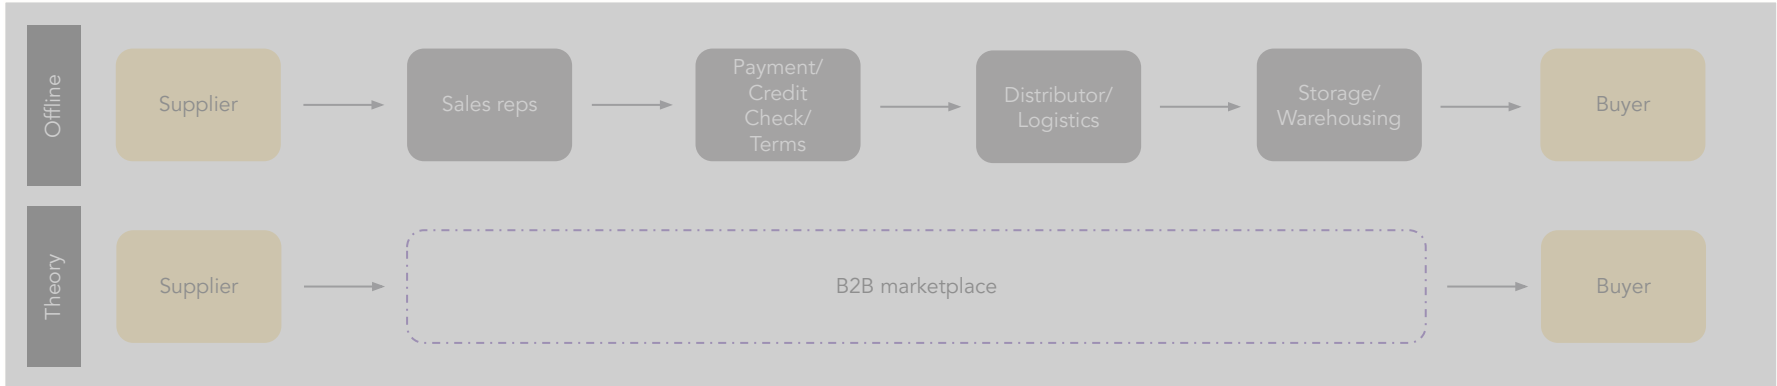 Offline
Supplier
Sales reps
Payment/
Credit
Check/
Terms
Distributor/
Logistics
Storage/
Warehousing
Buyer
Theory
Supplier
B2B marketplace
Buyer